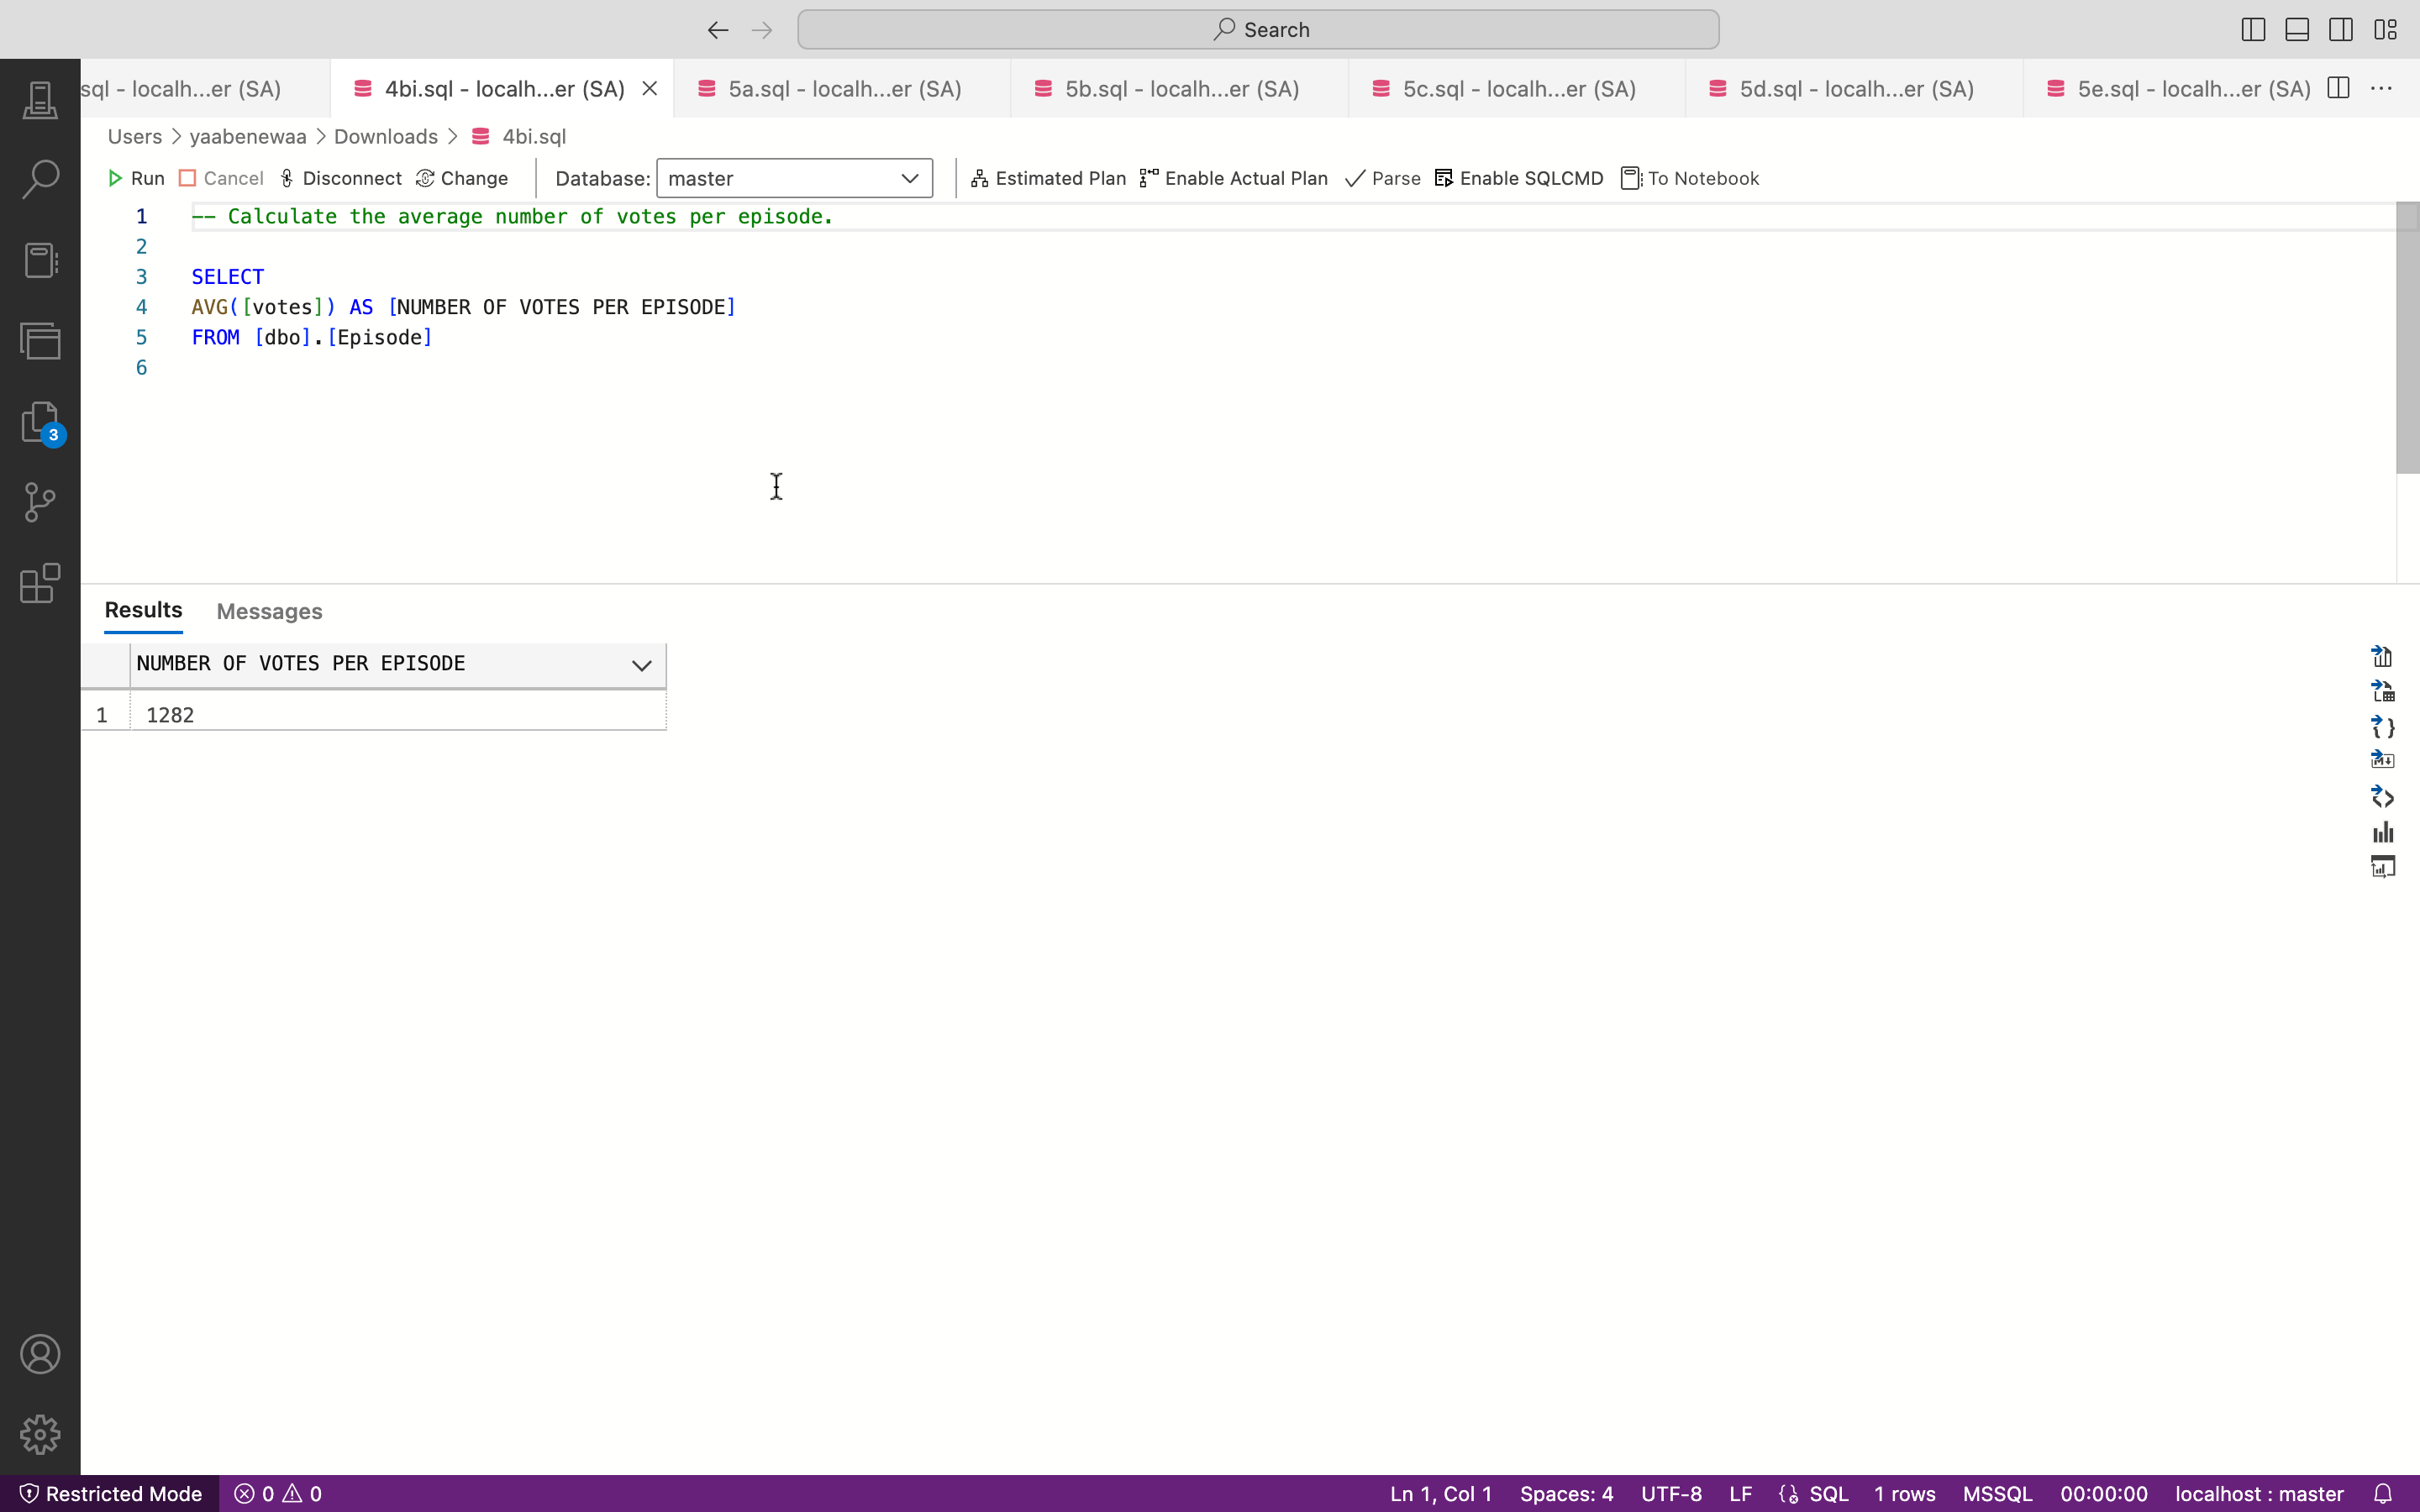 Search
sql - localh...er (SA)
4bi.sql - localh...er (SA)
5a.sql - localh...er (SA)
5b.sql - localh...er (SA)
5c.sql - localh...er (SA)
5d.sql - localh...er (SA)
5e.sql - localh...er (SA)
Users > yaabenewaa > Downloads > 4bi.sql
Run Cancel Disconnect Change Database: master Estimated Plan Enable Actual Plan Parse Enable SQLCMD To Notebook
1 -- Calculate the average number of votes per episode.
2
3 SELECT
4 AVG([votes]) AS [NUMBER OF VOTES PER EPISODE]
5 FROM [dbo].[Episode]
6
3
Results Messages
NUMBER OF VOTES PER EPISODE
1 1282
Restricted Mode 0 0 Ln 1, Col 1 Spaces: 4 UTF-8 LF SQL 1 rows MSSQL 00:00:00 localhost : master